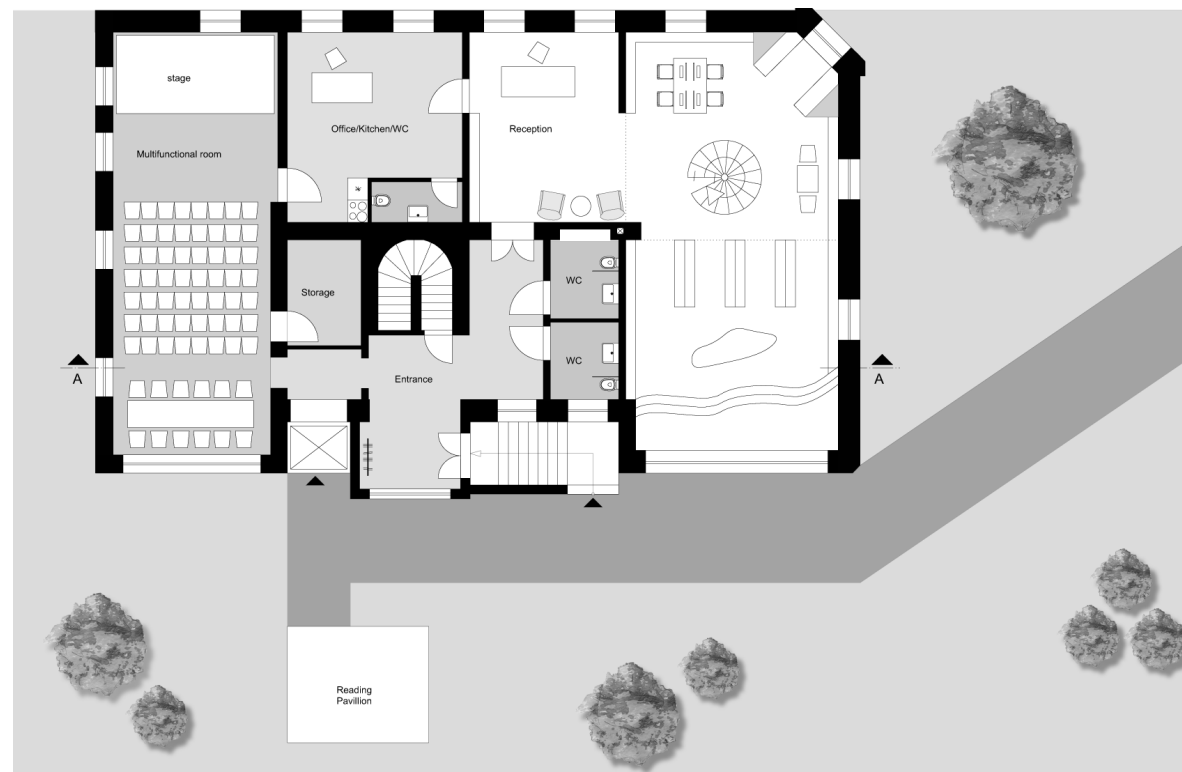 stage
Office/Kitchen/WC
Reception
Multifunctional room
WC
Storage
WC
A
Entrance
A
Reading
Pavillion